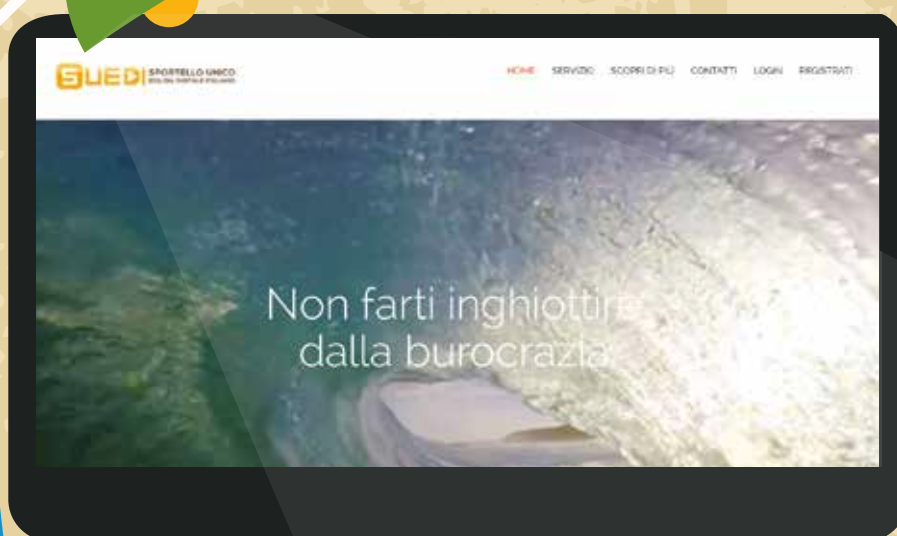 SUEDI SPORTELLO UNICO
HOME SERVIZIO SCOPRI DI PIÙ CONTATTI LOGIN REGISTRATI
Non farti inghiottire
dalla burocrazia